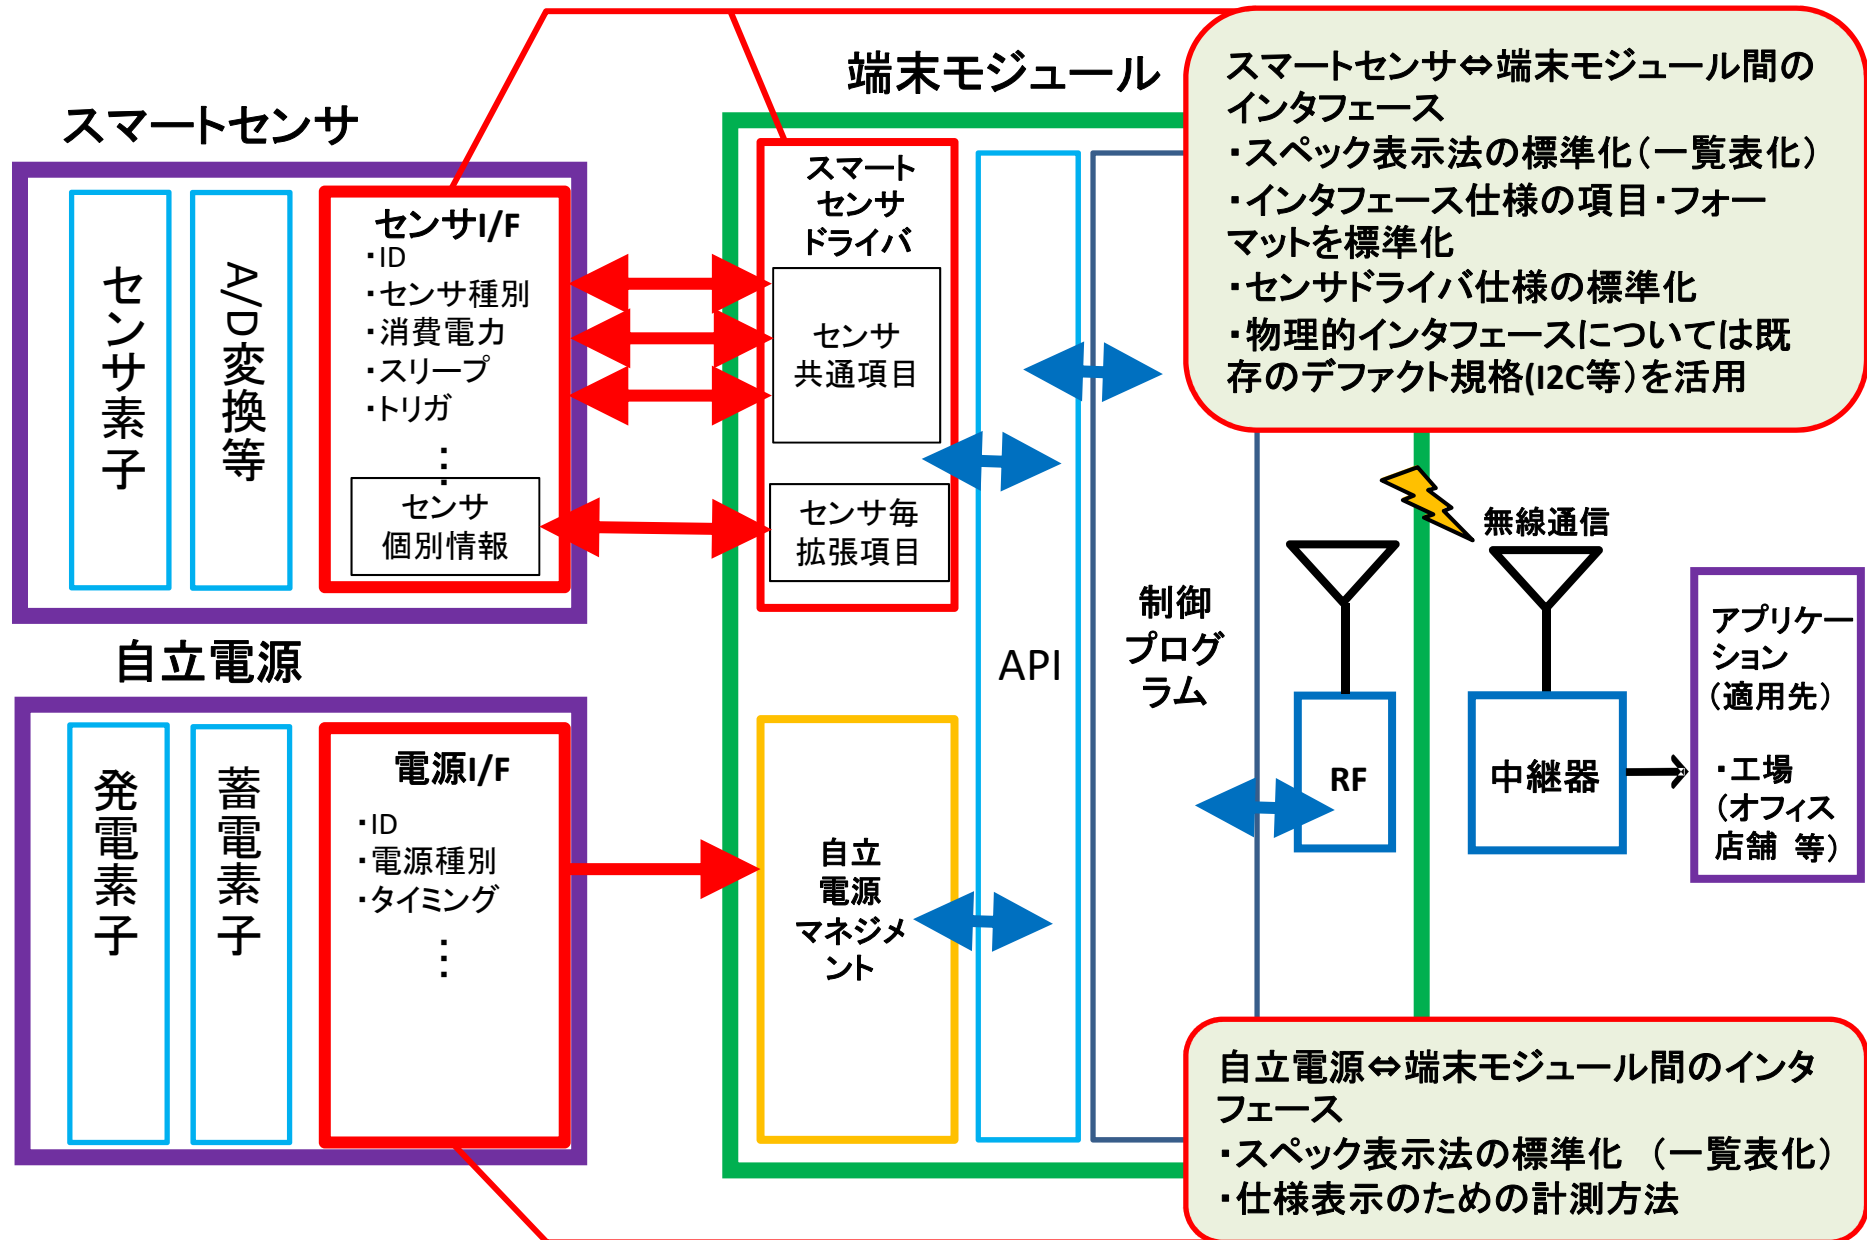 スマートセンサ
センサ素子
A/D変換等
センサI/F
・ID
・センサ種別
・消費電力
・スリープ
・トリガ
⋮
センサ
個別情報
自立電源
発電素子
蓄電素子
電源I/F
・ID
・電源種別
・タイミング
⋮
端末モジュール
スマート
センサ
ドライバ
センサ
共通項目
センサ毎
拡張項目
自立
電源
マネジメ
ント
API
制御
プログ
ラム
RF
無線通信
中継器
アプリケー
ション
（適用先）
・工場
（オフィス
店舗 等）
スマートセンサ⇔端末モジュール間の
インタフェース
・スペック表示法の標準化（一覧表化）
・インタフェース仕様の項目・フォー
マットを標準化
・センサドライバ仕様の標準化
・物理的インタフェースについては既
存のデファクト規格(I2C等）を活用
自立電源⇔端末モジュール間のインタ
フェース
・スペック表示法の標準化 （一覧表化）
・仕様表示のための計測方法